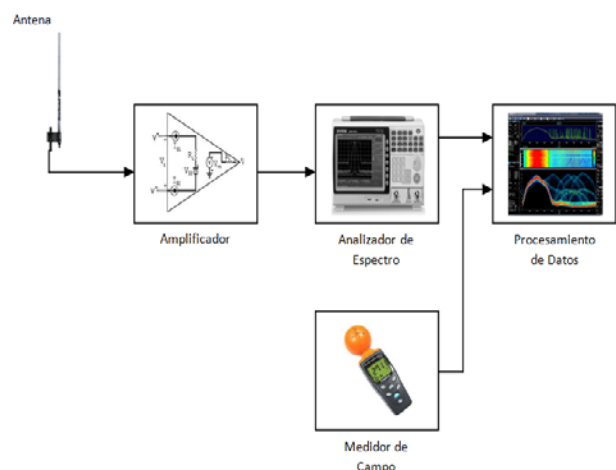 Antena
Amplificador
Analizador de
Espectro
Procesamiento
de Datos
Medidor de
Campo